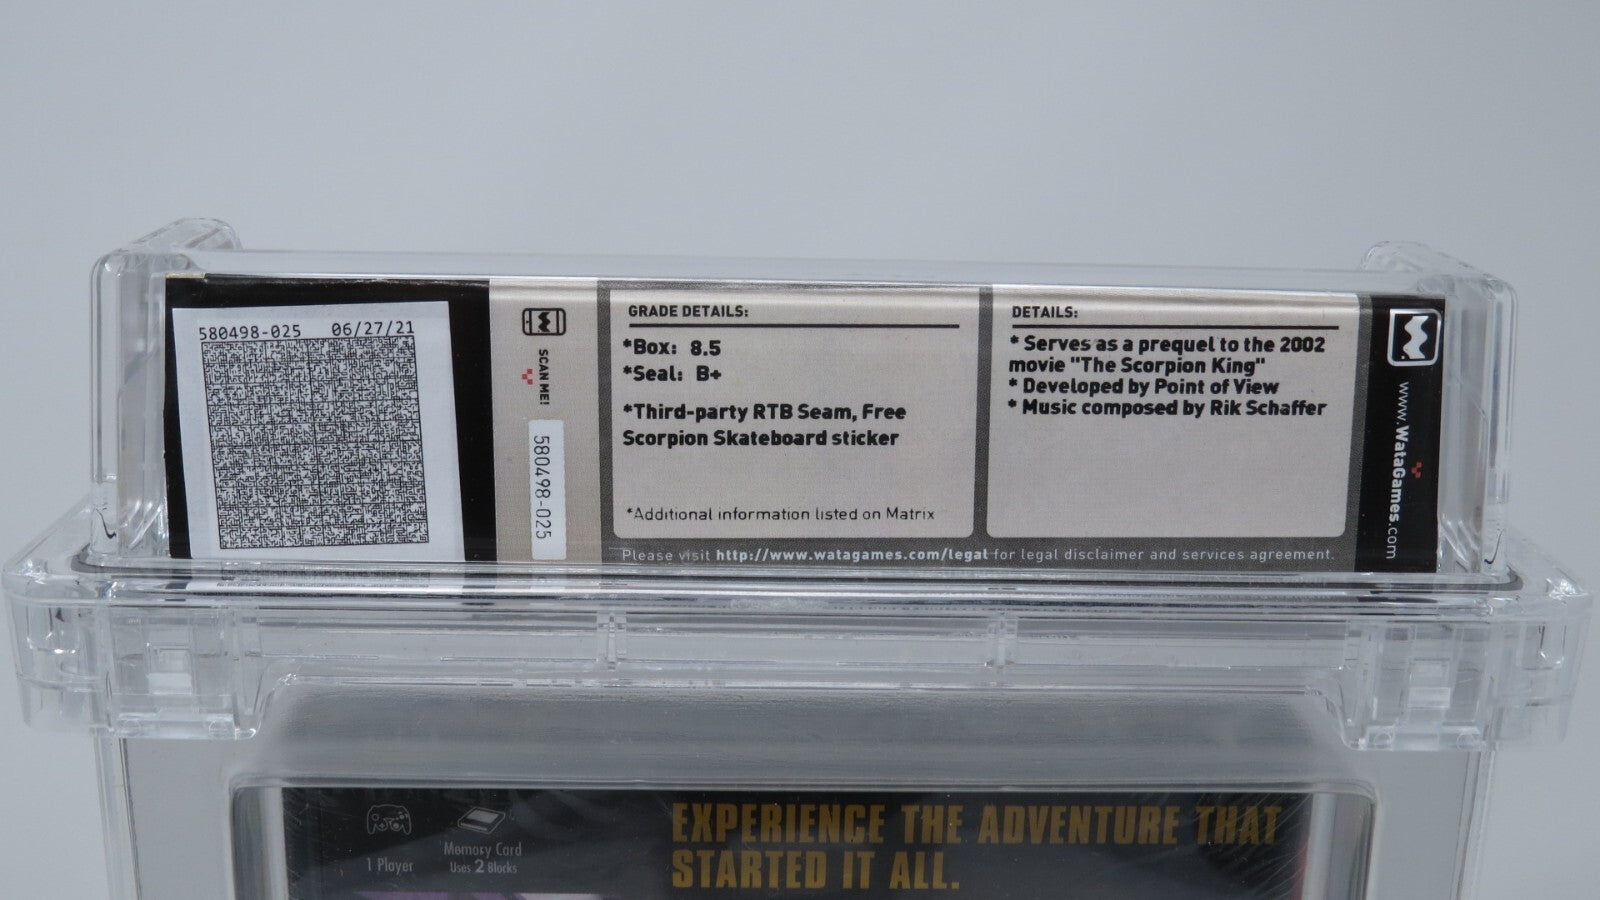 580498-025 06/27/21
SCAN ME!
580498-025
GRADE DETAILS:
*Box: 8.5
*Seal: B+
*Third-party RTB Seam, Free
Scorpion Skateboard sticker
*Additional information listed on Matrix
DETAILS:
* Serves as a prequel to the 2002
movie "The Scorpion King"
* Developed by Point of View
* Music composed by Rik Schaffer
www.WataGames.com
Please visit http://www.watagames.com/legal for legal disclaimer and services agreement.
1 Player
Memory Card
Uses 2 Blocks
EXPERIENCE THE ADVENTURE THAT
STARTED IT ALL.